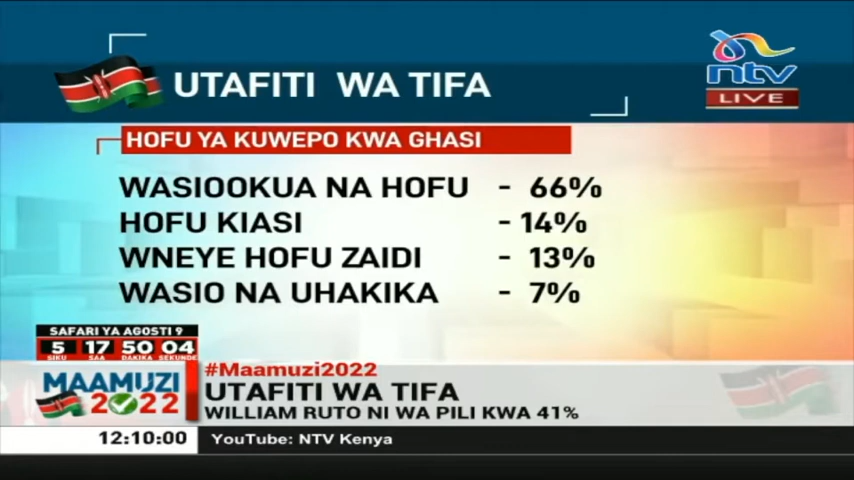 UTAFITI WA TIFA
ntv
LIVE
HOFU YA KUWEPO KWA GHASI
WASIOOKUA NA HOFU - 66%
HOFU KIASI - 14%
WNEYE HOFU ZAIDI - 13%
WASIO NA UHAKIKA - 7%
SAFARI YA AGOSTI 9
5 17 50 04
SIKU SAA DAKIKA SEKUNDE
MAAMUZI
2022
#Maamuzi2022
UTAFITI WA TIFA
WILLIAM RUTO NI WA PILI KWA 41%
12:10:00 YouTube: NTV Kenya